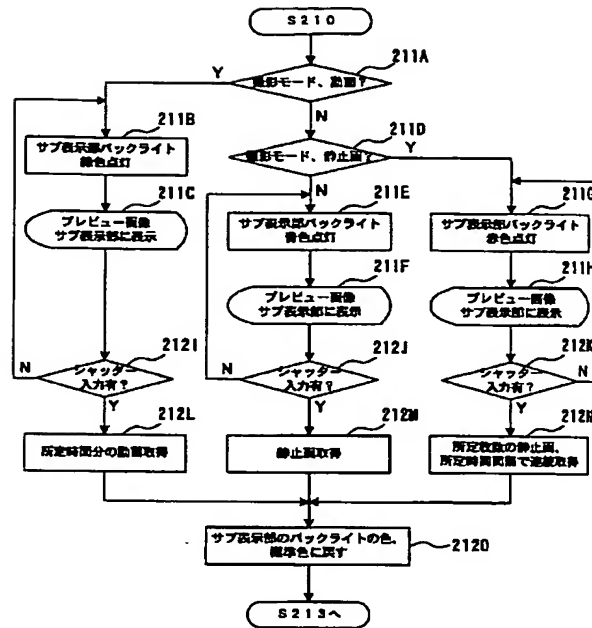 S210
211A
撮影モード、動画?
Y
N
211B
サブ表示部バックライト
緑色点灯
211D
撮影モード、静止画?
Y
N
211C
プレビュー画像
サブ表示部に表示
211E
サブ表示部バックライト
青色点灯
211G
サブ表示部バックライト
赤色点灯
211F
プレビュー画像
サブ表示部に表示
211H
プレビュー画像
サブ表示部に表示
212I
シャッター
入力有?
N
Y
212J
シャッター
入力有?
N
Y
212K
シャッター
入力有?
N
Y
212L
所定時間分の動画取得
212M
静止画取得
212N
所定枚数の静止画、
所定時間間隔で連続取得
212O
サブ表示部のバックライトの色、
標準色に戻す
S213へ